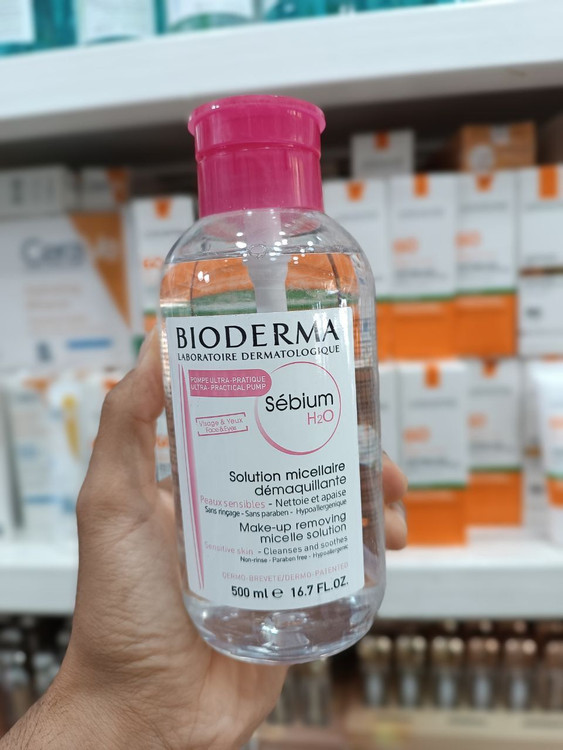 BIODERMA
LABORATOIRE DERMATOLOGIQUE
POMPE ULTRA-PRATIQUE
ULTRA-PRACTICAL PUMP
Sébium
H2O
Visage & Yeux
Face & Eyes
Solution micellaire
démaquillante
Peaux sensibles - Nettoie et apaise
Sans rinçage - Sans paraben - Hypoallergénique
Make-up removing
micelle solution
Sensitive skin - Cleanses and soothes
Non-rinse - Paraben free - Hypoallergenic
DERMO-BREVETÉ/DERMO-PATENTED
500 ml e 16.7 FL.OZ.
CeraVe